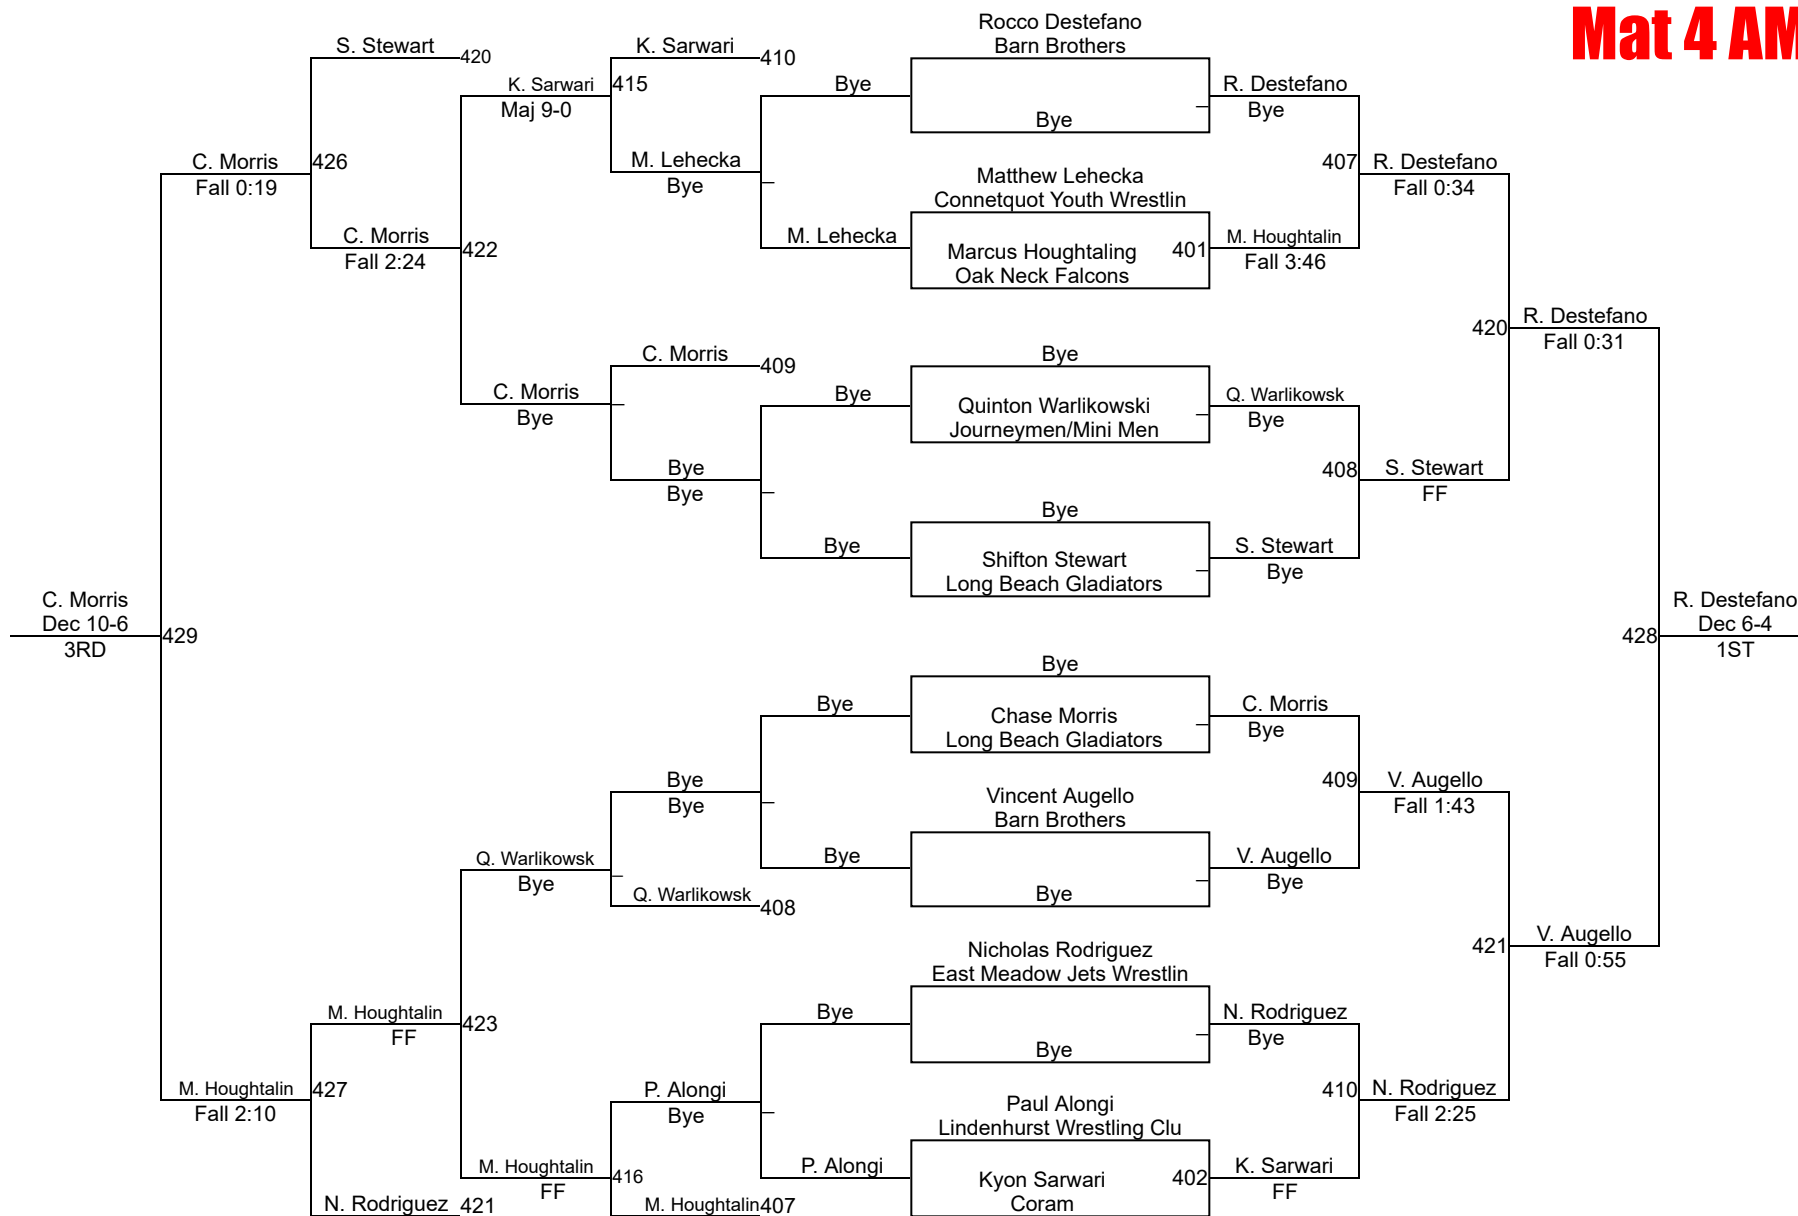 Mat 4 AM
Rocco Destefano
Barn Brothers
S. Stewart
420
K. Sarwari
410
K. Sarwari
415
Maj 9-0
Bye
R. Destefano
Bye
Bye
C. Morris
426
Fall 0:19
M. Lehecka
Bye
407
R. Destefano
Fall 0:34
Matthew Lehecka
Connetquot Youth Wrestlin
C. Morris
422
Fall 2:24
M. Lehecka
Marcus Houghtaling
Oak Neck Falcons
401
M. Houghtalin
Fall 3:46
420
R. Destefano
Fall 0:31
C. Morris
409
Bye
C. Morris
Bye
Bye
Quinton Warlikowski
Journeymen/Mini Men
Q. Warlikowsk
Bye
Bye
Bye
408
S. Stewart
FF
Bye
Bye
Shifton Stewart
Long Beach Gladiators
S. Stewart
Bye
C. Morris
Dec 10-6
3RD
429
428
R. Destefano
Dec 6-4
1ST
Bye
Bye
Chase Morris
Long Beach Gladiators
C. Morris
Bye
Bye
Bye
409
V. Augello
Fall 1:43
Vincent Augello
Barn Brothers
Q. Warlikowsk
Bye
Bye
Bye
V. Augello
Bye
Q. Warlikowsk
408
421
V. Augello
Fall 0:55
Nicholas Rodriguez
East Meadow Jets Wrestlin
M. Houghtalin
423
FF
Bye
Bye
N. Rodriguez
Bye
M. Houghtalin
427
Fall 2:10
P. Alongi
Bye
410
N. Rodriguez
Fall 2:25
Paul Alongi
Lindenhurst Wrestling Clu
M. Houghtalin
416
FF
P. Alongi
Kyon Sarwari
Coram
402
K. Sarwari
FF
N. Rodriguez
421
M. Houghtalin
407